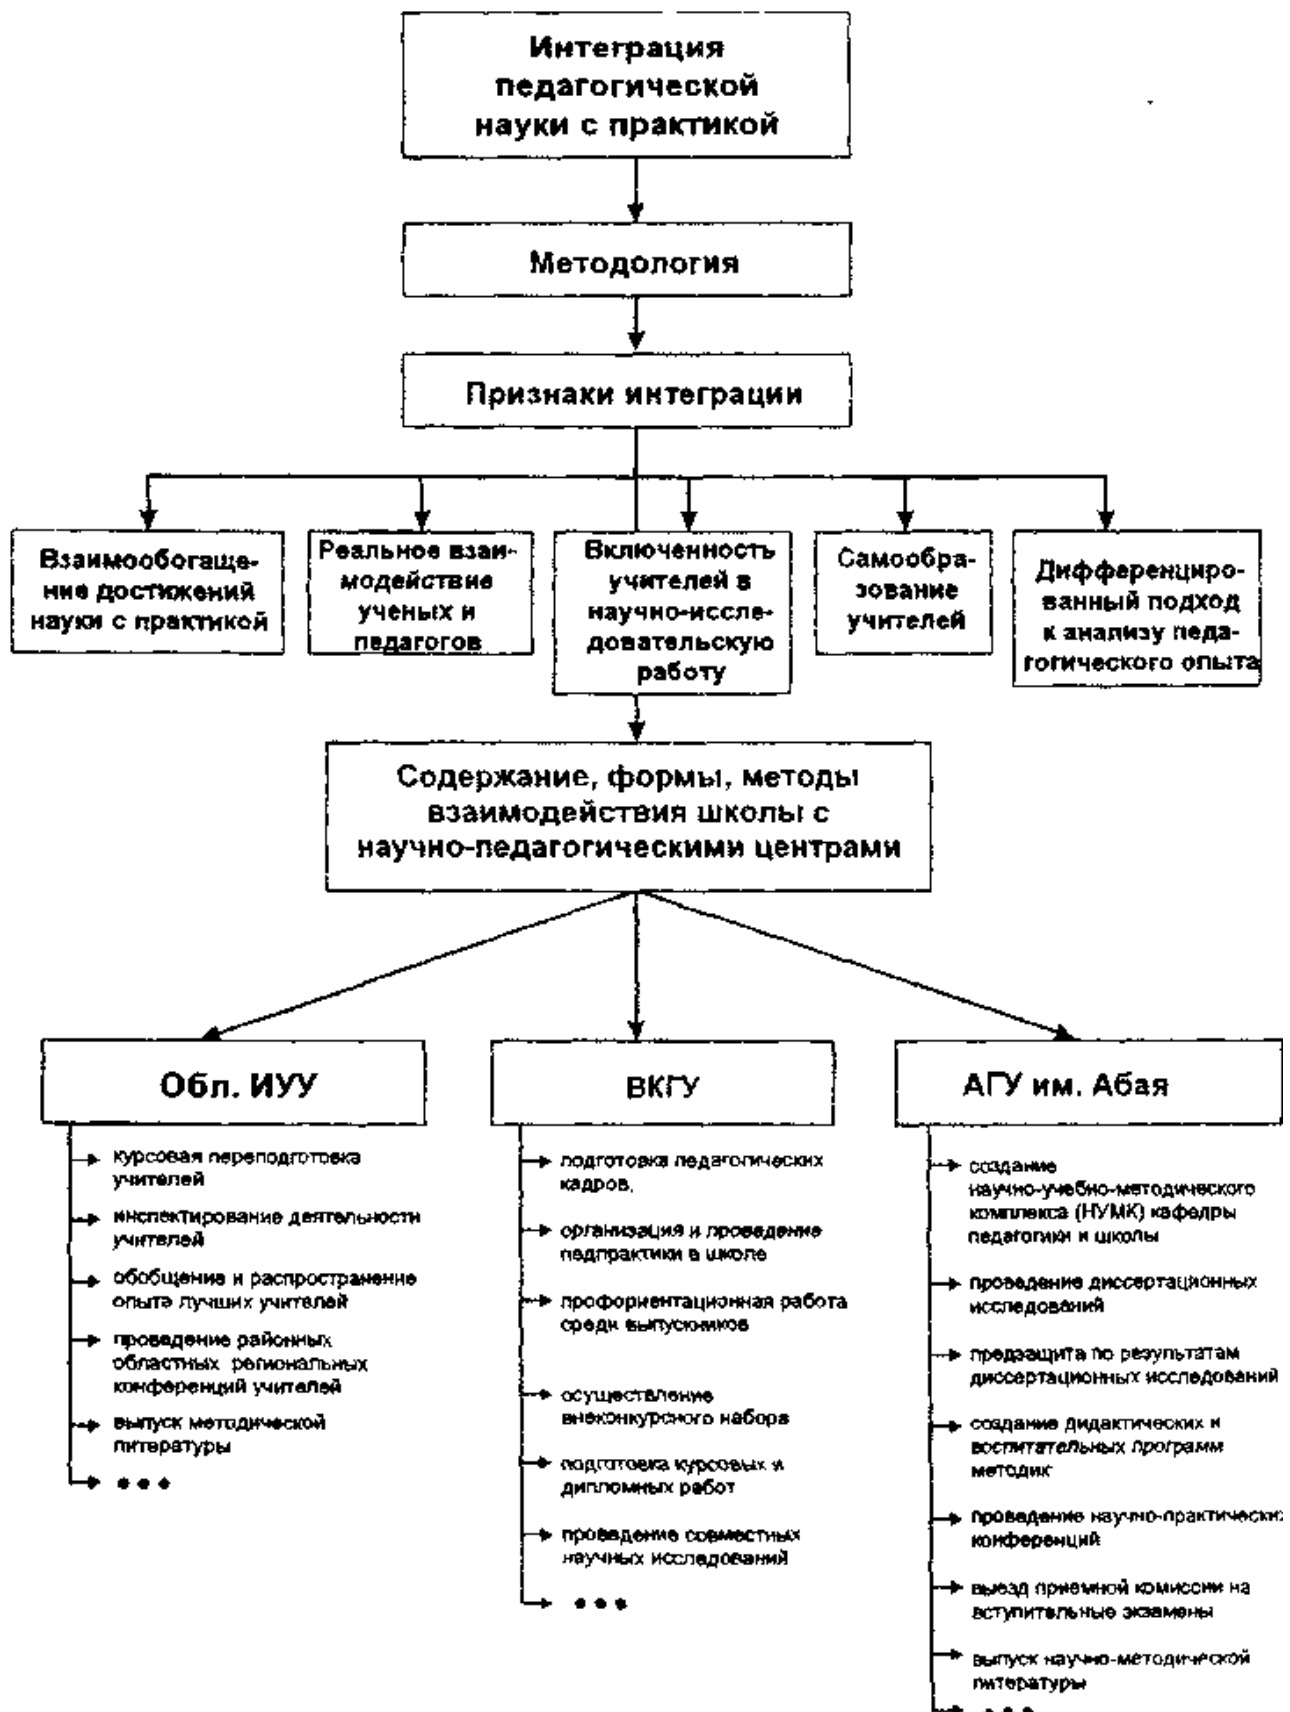 Интеграция
педагогической
науки с практикой
Методология
Признаки интеграции
Взаимообогаще-
ние достижений
науки с практикой
Реальное взаи-
модействие
ученых и
педагогов
Включенность
учителей в
научно-иссле-
довательскую
работу
Самообра-
зование
учителей
Дифференциро-
ванный подход
к анализу педа-
гогического опыта
Содержание, формы, методы
взаимодействия школы с
научно-педагогическими центрами
Обл. ИУУ
курсовая переподготовка
учителей
инспектирование деятельности
учителей
обобщение и распространение
опыта лучших учителей
проведение районных
областных региональных
конференций учителей
выпуск методической
литературы
• • •
ВКГУ
подготовка педагогических
кадров,
организация и проведение
педпрактики в школе
профориентационная работа
среди выпускников
осуществление
внеконкурсного набора
подготовка курсовых и
дипломных работ
проведение совместных
научных исследований
• • •
АГУ им. Абая
создание
научно-учебно-методического
комплекса (НУМК) кафедры
педагогики и школы
проведение диссертационных
исследований
предзащита по результатам
диссертационных исследований
создание дидактических и
воспитательных программ
методик
проведение научно-практически
конференций
выезд приемной комиссии на
вступительные экзамены
выпуск научно-методической
литературы
• • •